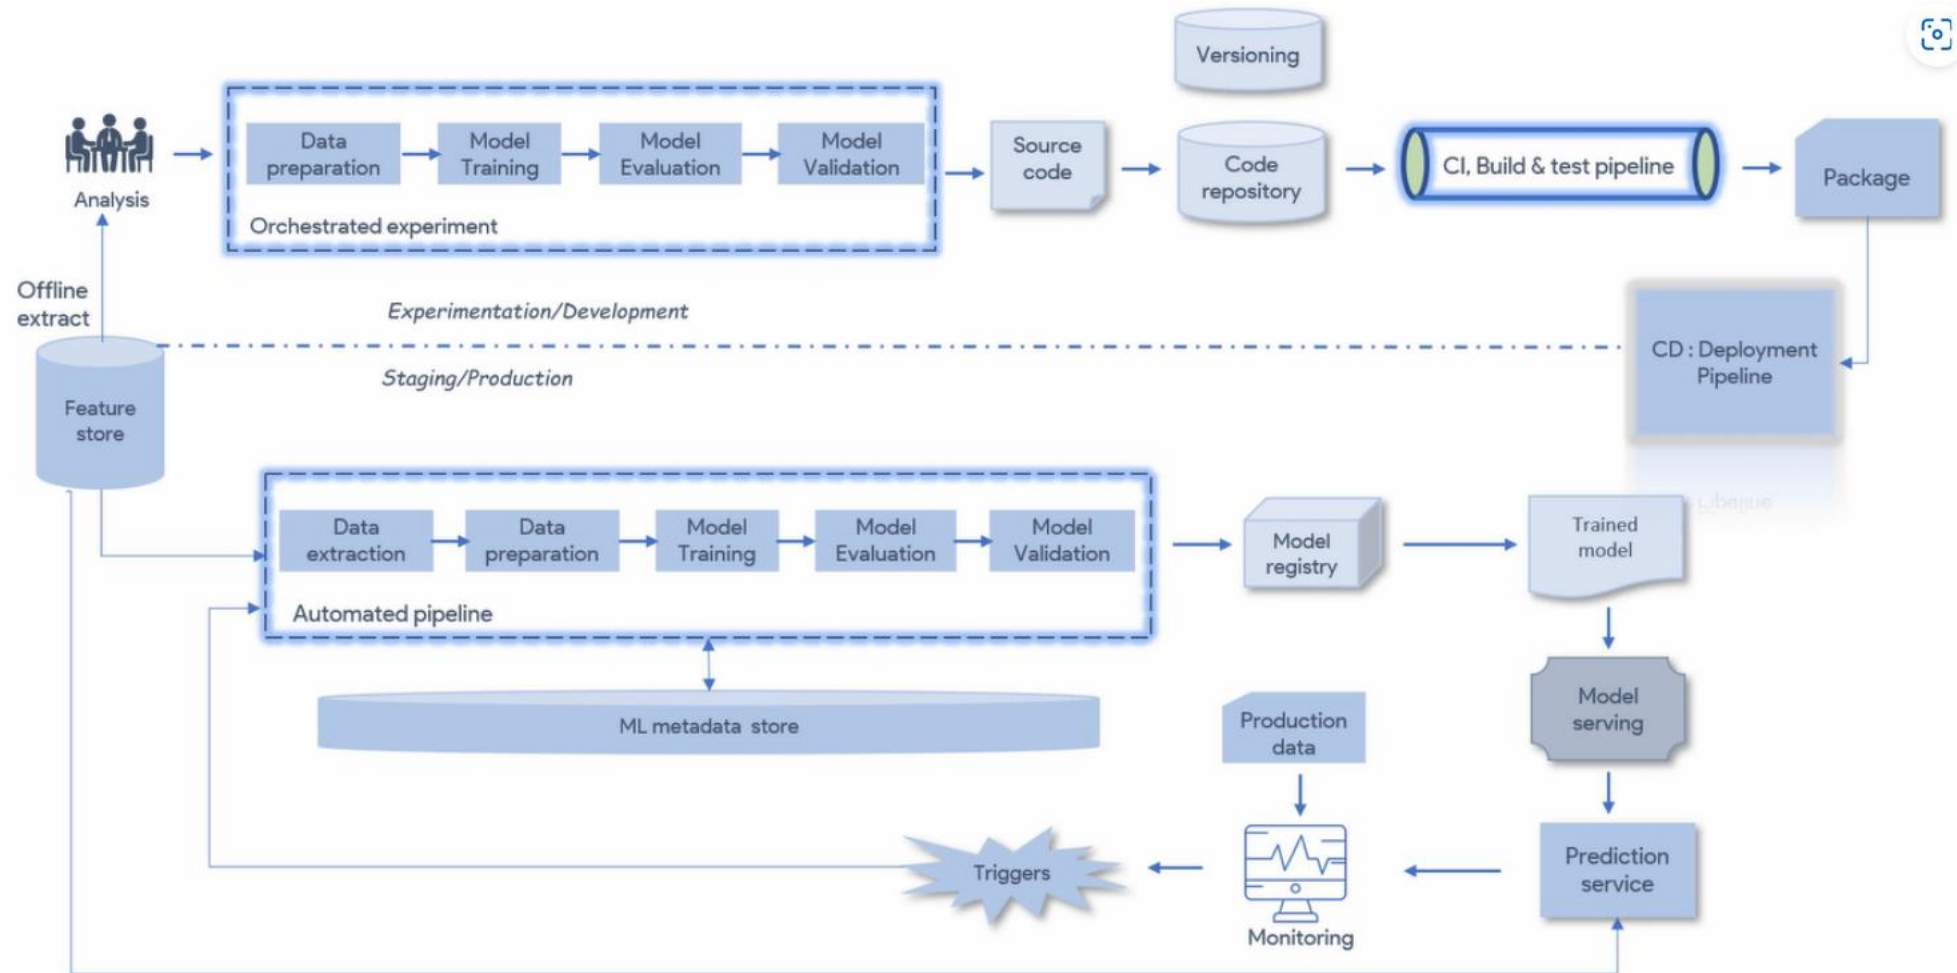 Versioning
Analysis
Data
preparation
Model
Training
Model
Evaluation
Model
Validation
Orchestrated experiment
Source
code
Code
repository
CI, Build & test pipeline
Package
Offline
extract
Experimentation/Development
Staging/Production
CD : Deployment
Pipeline
Feature
store
Data
extraction
Data
preparation
Model
Training
Model
Evaluation
Model
Validation
Automated pipeline
Model
registry
Trained
model
ML metadata store
Production
data
Model
serving
Triggers
Monitoring
Prediction
service